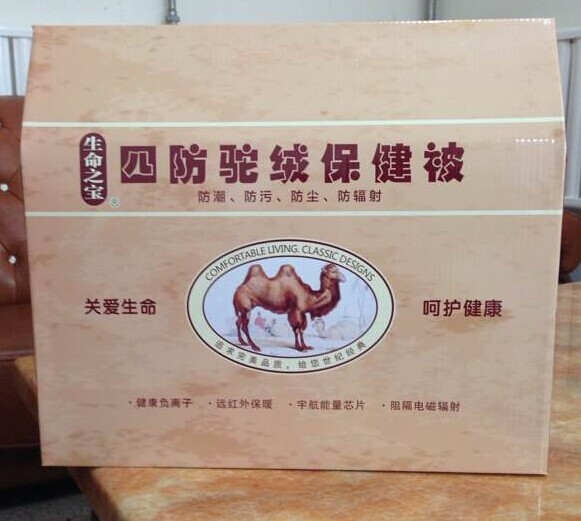 生命之宝®
四防驼绒保健被
防潮、防污、防尘、防辐射
COMFORTABLE LIVING. CLASSIC DESIGNS
关爱生命
呵护健康
追求完美品质，给您世纪经典
·健康负离子 ·远红外保暖 ·宇航能量芯片 ·阻隔电磁辐射